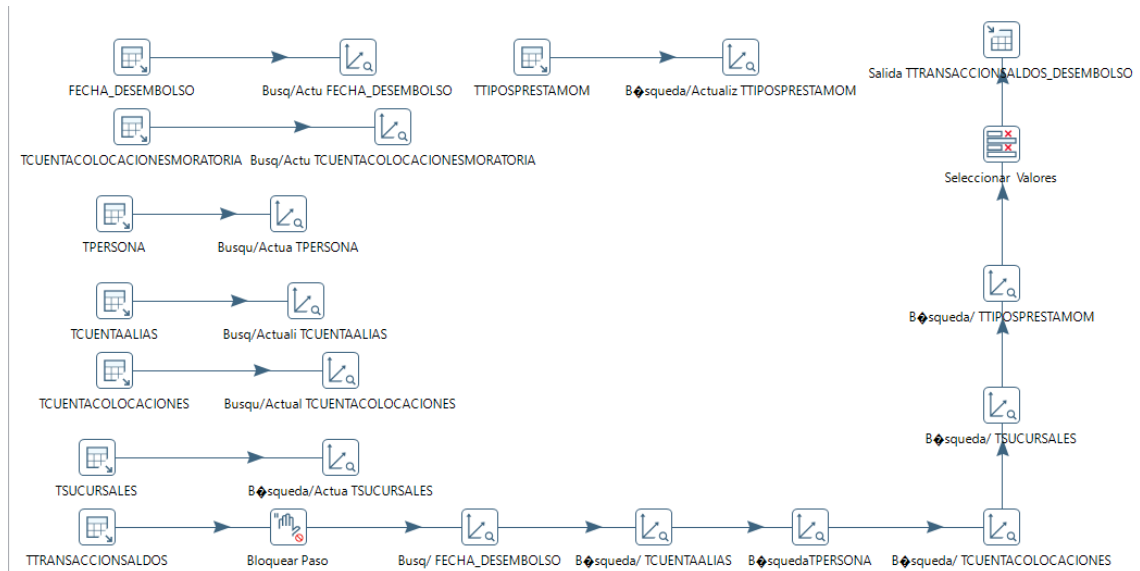 FECHA_DESEMBOLSO
Busq/Actu FECHA_DESEMBOLSO
TTIPOSPRESTAMOM
B�squeda/Actualiz TTIPOSPRESTAMOM
Salida TTRANSACCIONSALDOS_DESEMBOLSO
TCUENTACOLOCACIONESMORATORIA
Busq/Actu TCUENTACOLOCACIONESMORATORIA
Seleccionar Valores
TPERSONA
Busqu/Actua TPERSONA
TCUENTAALIAS
Busq/Actuali TCUENTAALIAS
B�squeda/ TTIPOSPRESTAMOM
TCUENTACOLOCACIONES
Busqu/Actual TCUENTACOLOCACIONES
B�squeda/ TSUCURSALES
TSUCURSALES
B�squeda/Actua TSUCURSALES
TTRANSACCIONSALDOS
Bloquear Paso
Busq/ FECHA_DESEMBOLSO
B�squeda/ TCUENTAALIAS
B�squedaTPERSONA
B�squeda/ TCUENTACOLOCACIONES